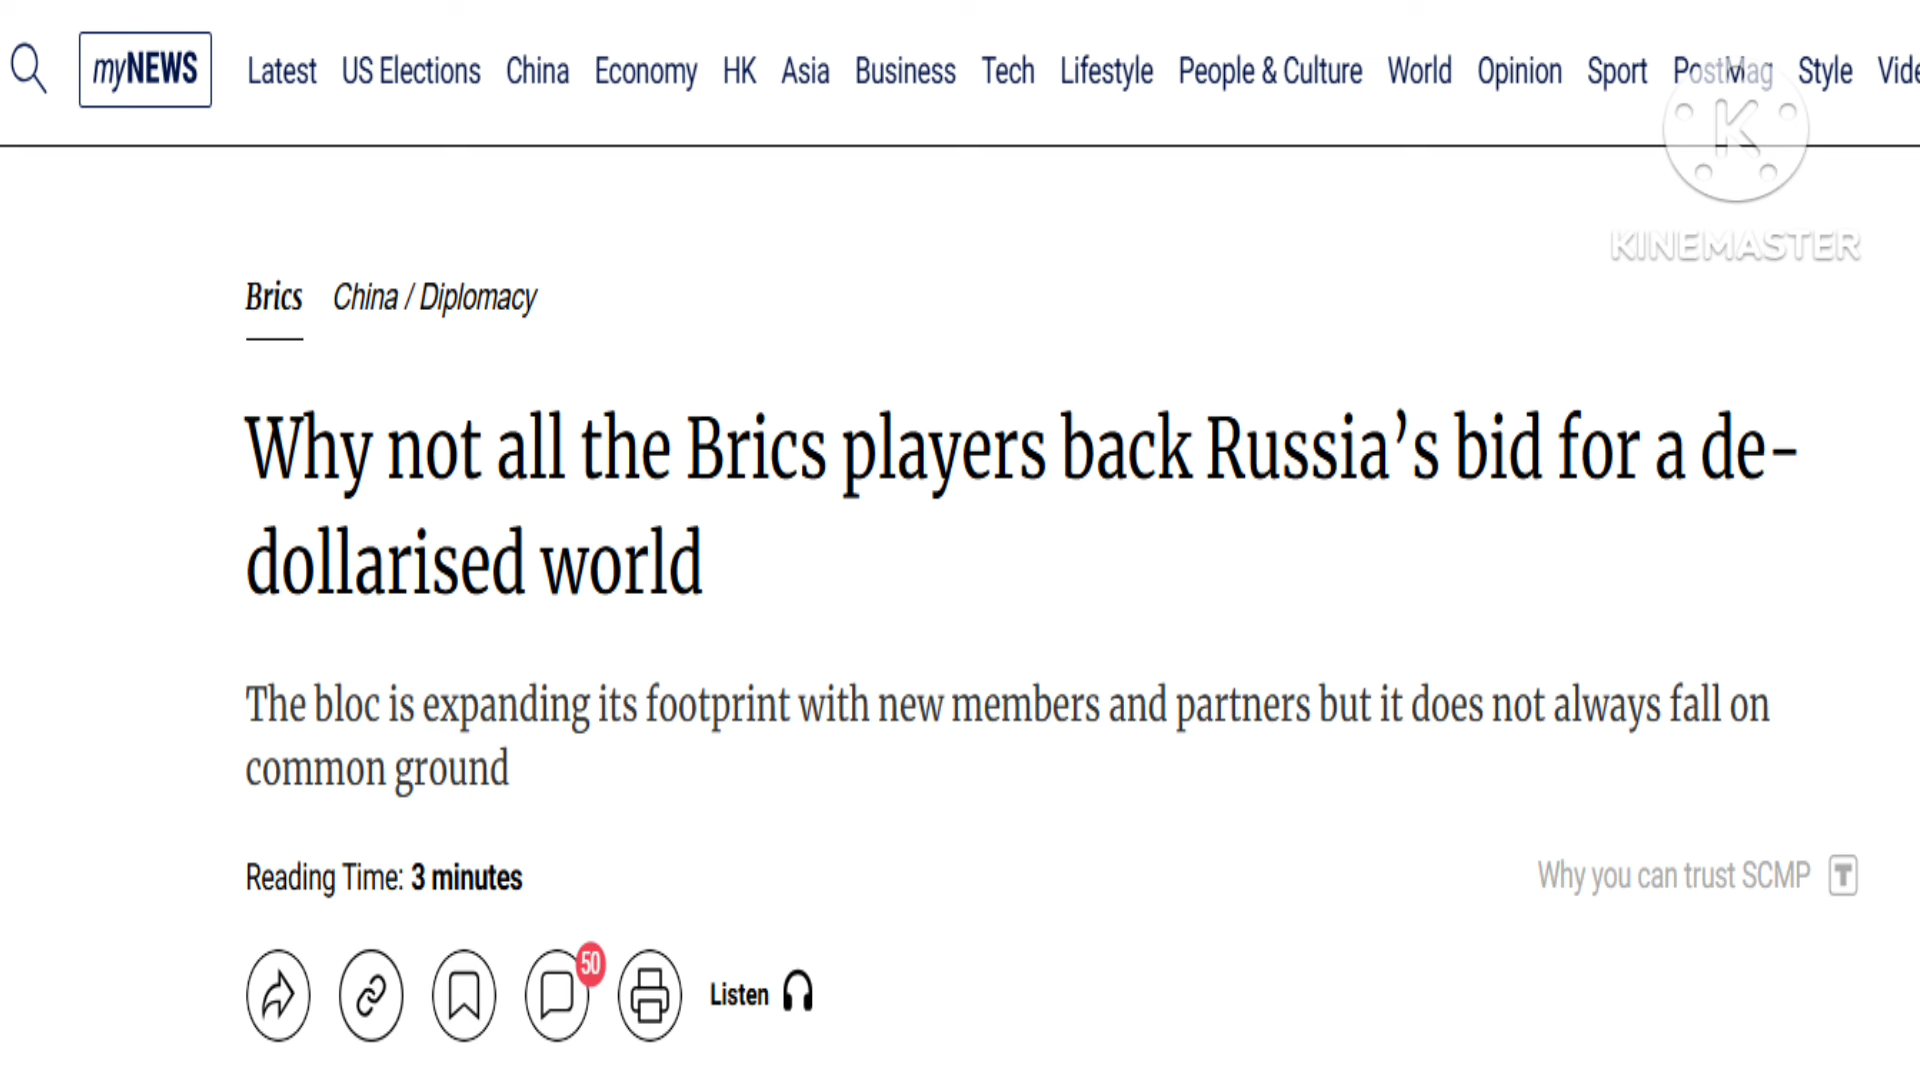 myNEWS Latest US Elections China Economy HK Asia Business Tech Lifestyle People & Culture World Opinion Sport PostMag Style Vide
K
KINEMASTER
Brics China / Diplomacy
Why not all the Brics players back Russia’s bid for a de-
dollarised world
The bloc is expanding its footprint with new members and partners but it does not always fall on
common ground
Reading Time: 3 minutes
Why you can trust SCMP T
50
Listen